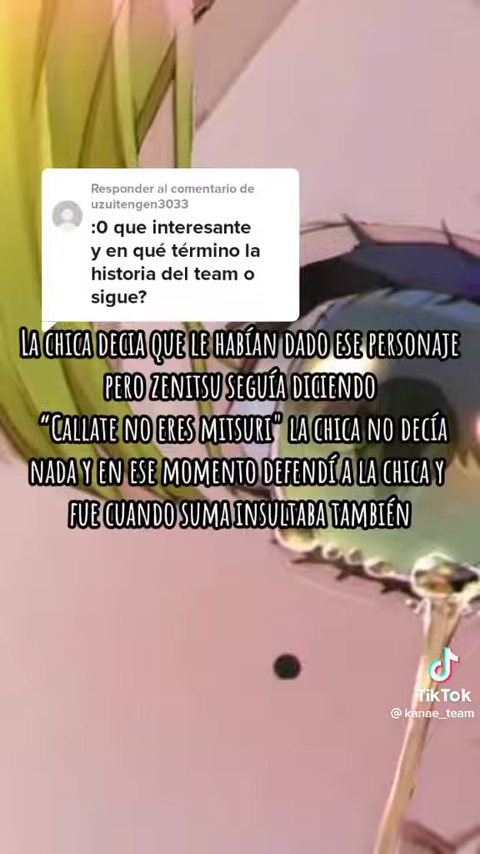 Responder al comentario de
uzuitengen3033
:0 que interesante
y en qué término la
historia del team o
sigue?
La chica decia que le habían dado ese personaje
pero zenitsu seguía diciendo
“Callate no eres mitsuri" la chica no decía
nada y en ese momento defendí a la chica y
fue cuando suma insultaba también
TikTok
@kanae_team